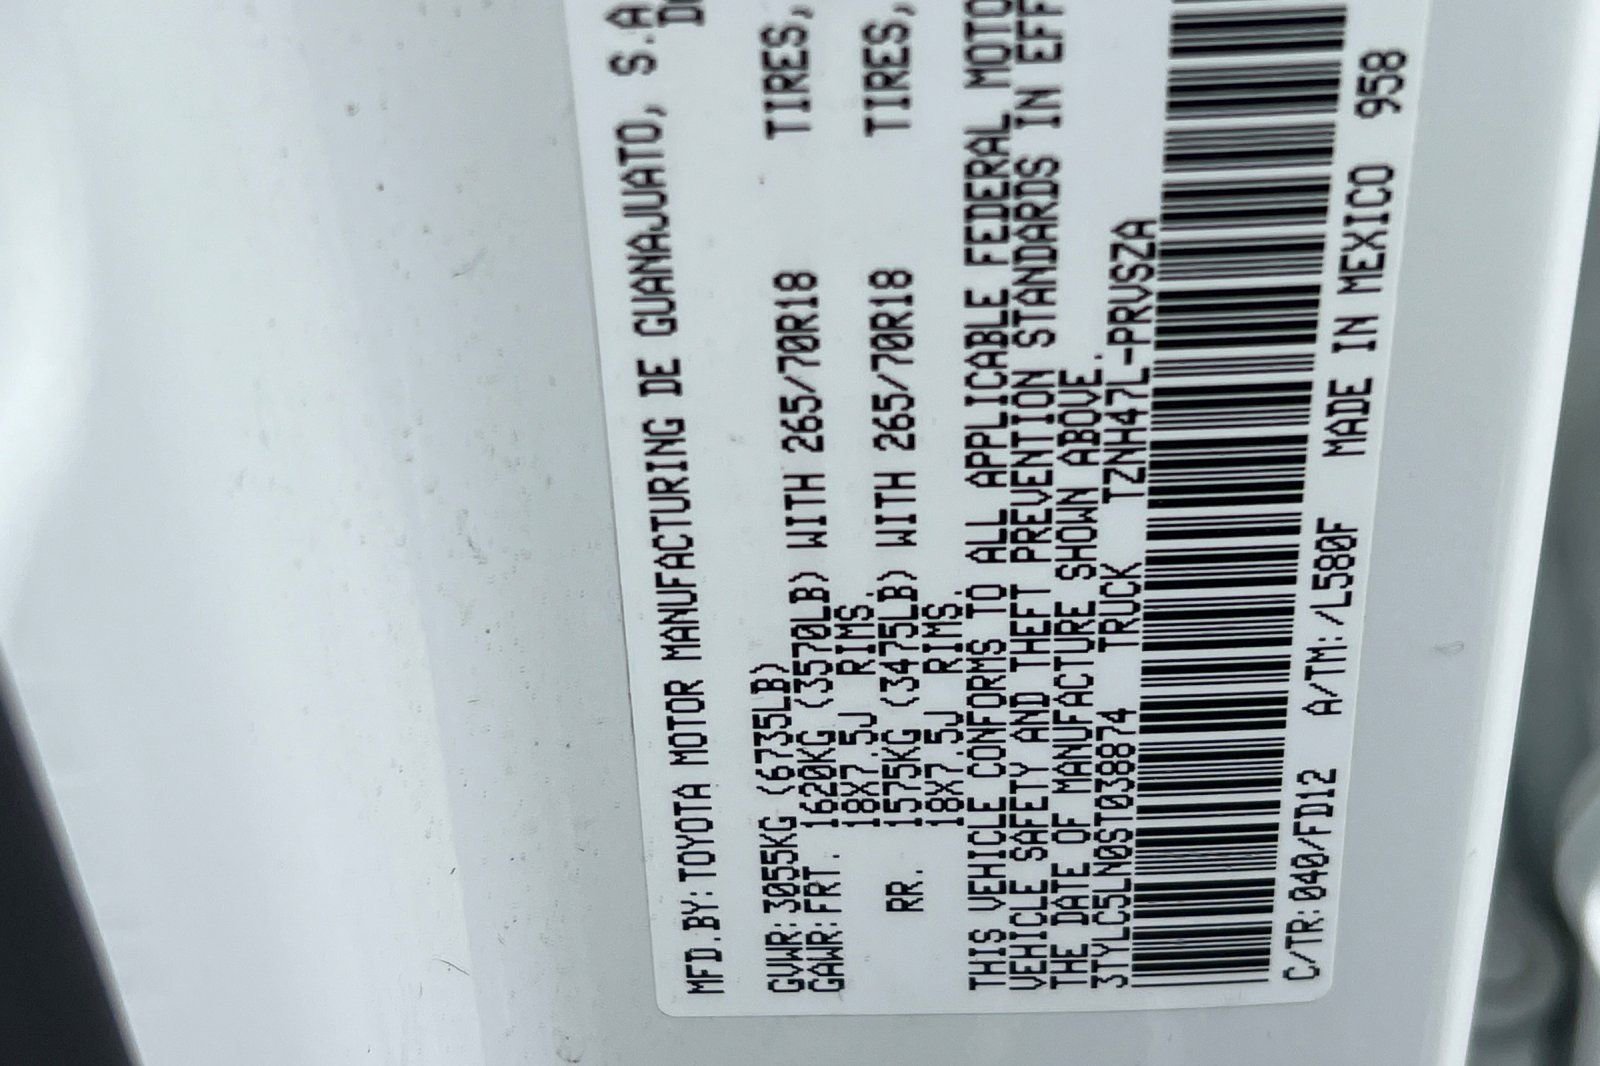 MFD.BY:TOYOTA MOTOR MANUFACTURING DE GUANAJUATO, S.A
GVWR:3055KG (6735LB)
GAWR:FRT. 1620KG (3570LB) WITH 265/70R18 TIRES,
18X7.5J RIMS.
RR. 1575KG (3475LB) WITH 265/70R18 TIRES,
18X7.5J RIMS.
THIS VEHICLE CONFORMS TO ALL APPLICABLE FEDERAL MOTO
VEHICLE SAFETY AND THEFT PREVENTION STANDARDS IN EFF
THE DATE OF MANUFACTURE SHOWN ABOVE.
3TYLC5LN0ST038874 TRUCK TZNH47L-PRVSZA
C/TR:040/FD12 A/TM:/L580F MADE IN MEXICO 958